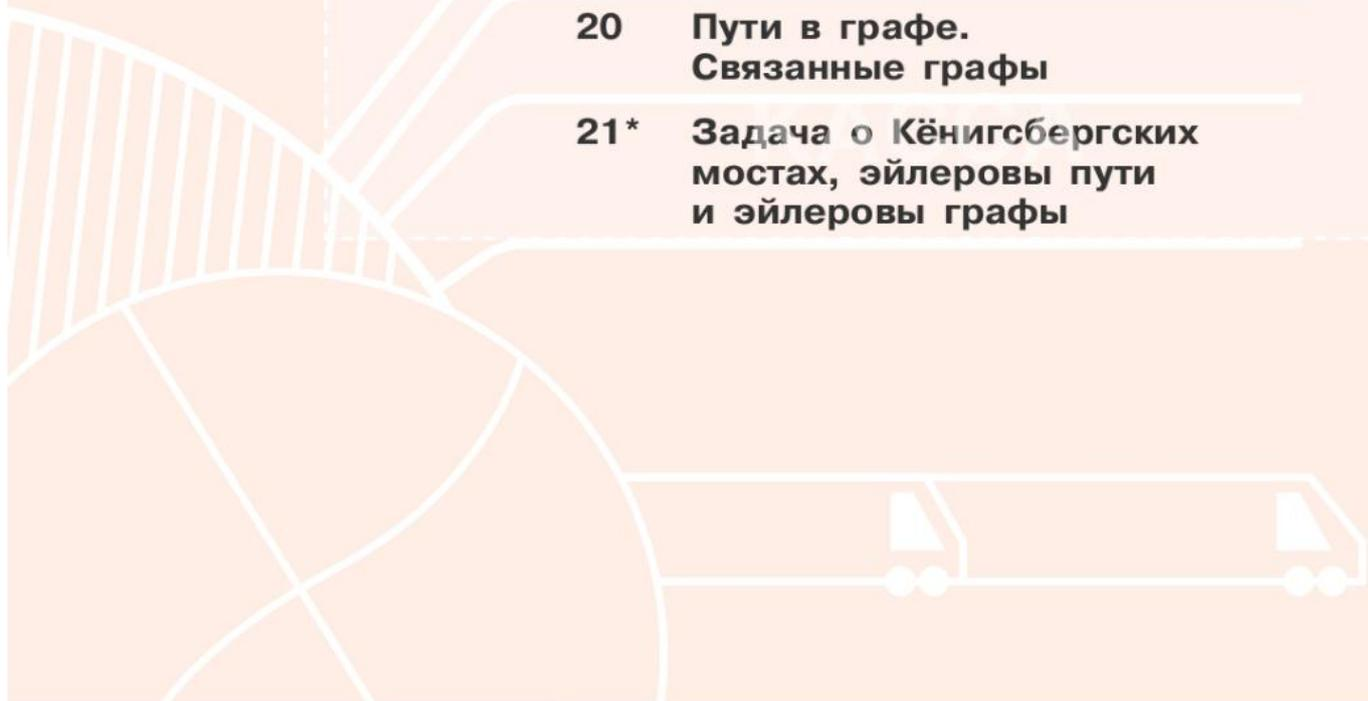 20 Пути в графе.
Связанные графы
21* Задача о Кёнигсбергских
мостах, эйлеровы пути
и эйлеровы графы